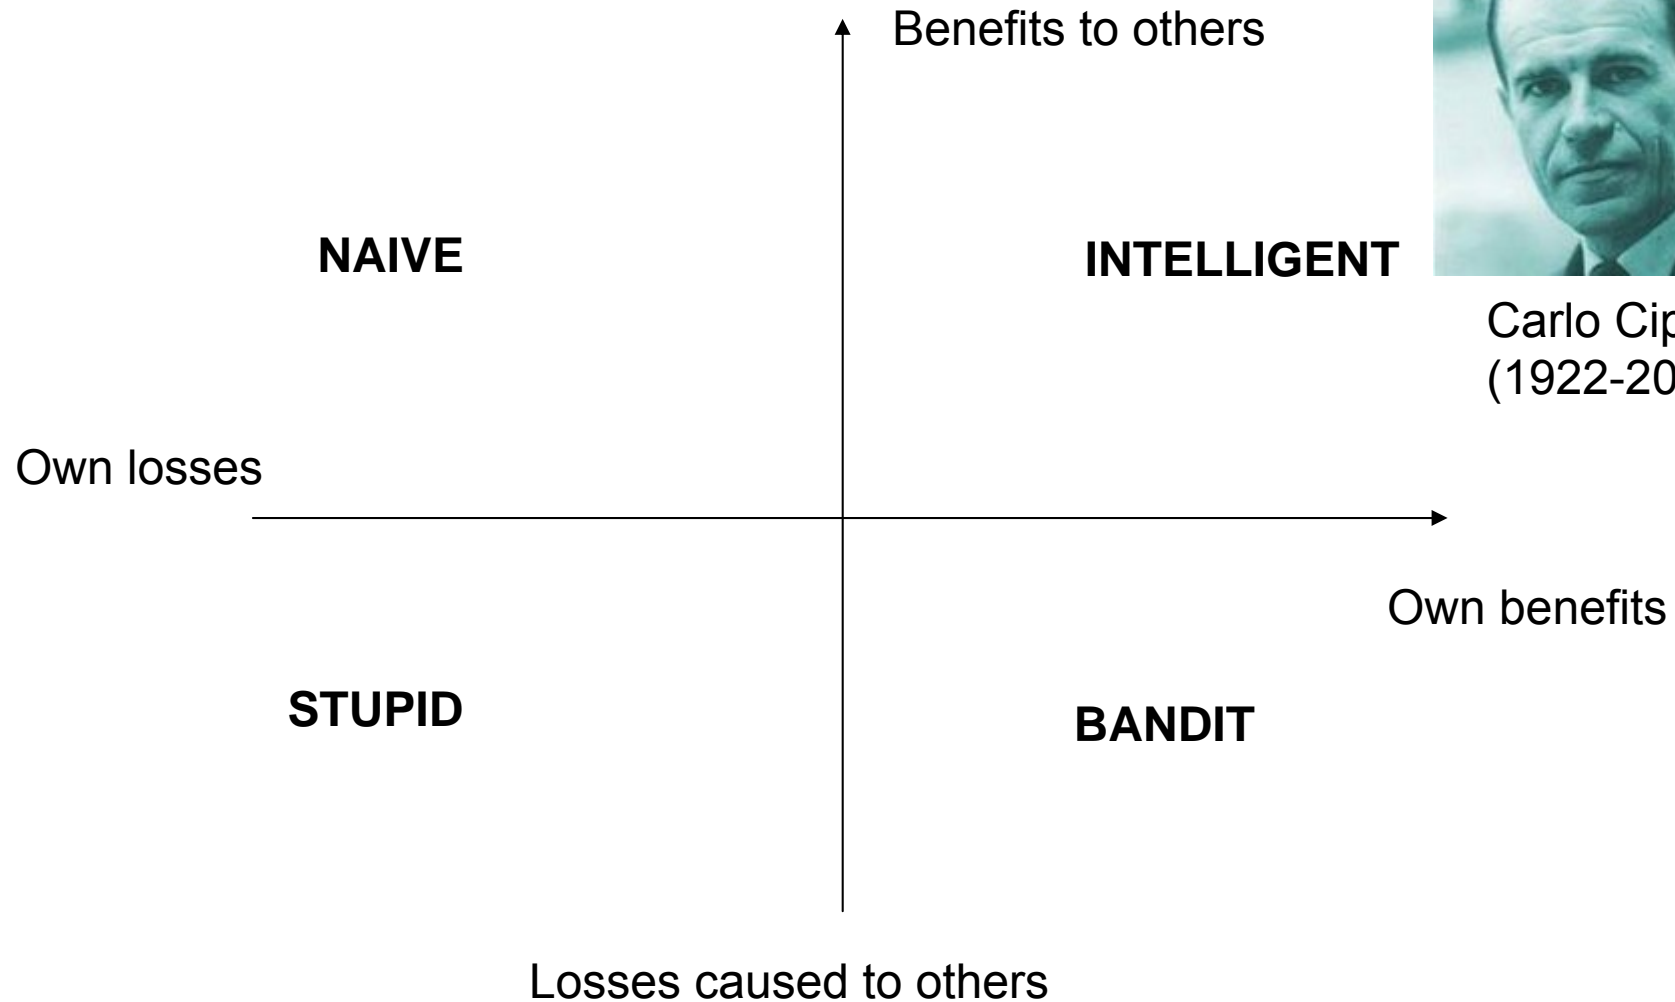 Benefits to others
NAIVE
INTELLIGENT
Carlo Cip
(1922-20
Own losses
Own benefits
STUPID
BANDIT
Losses caused to others